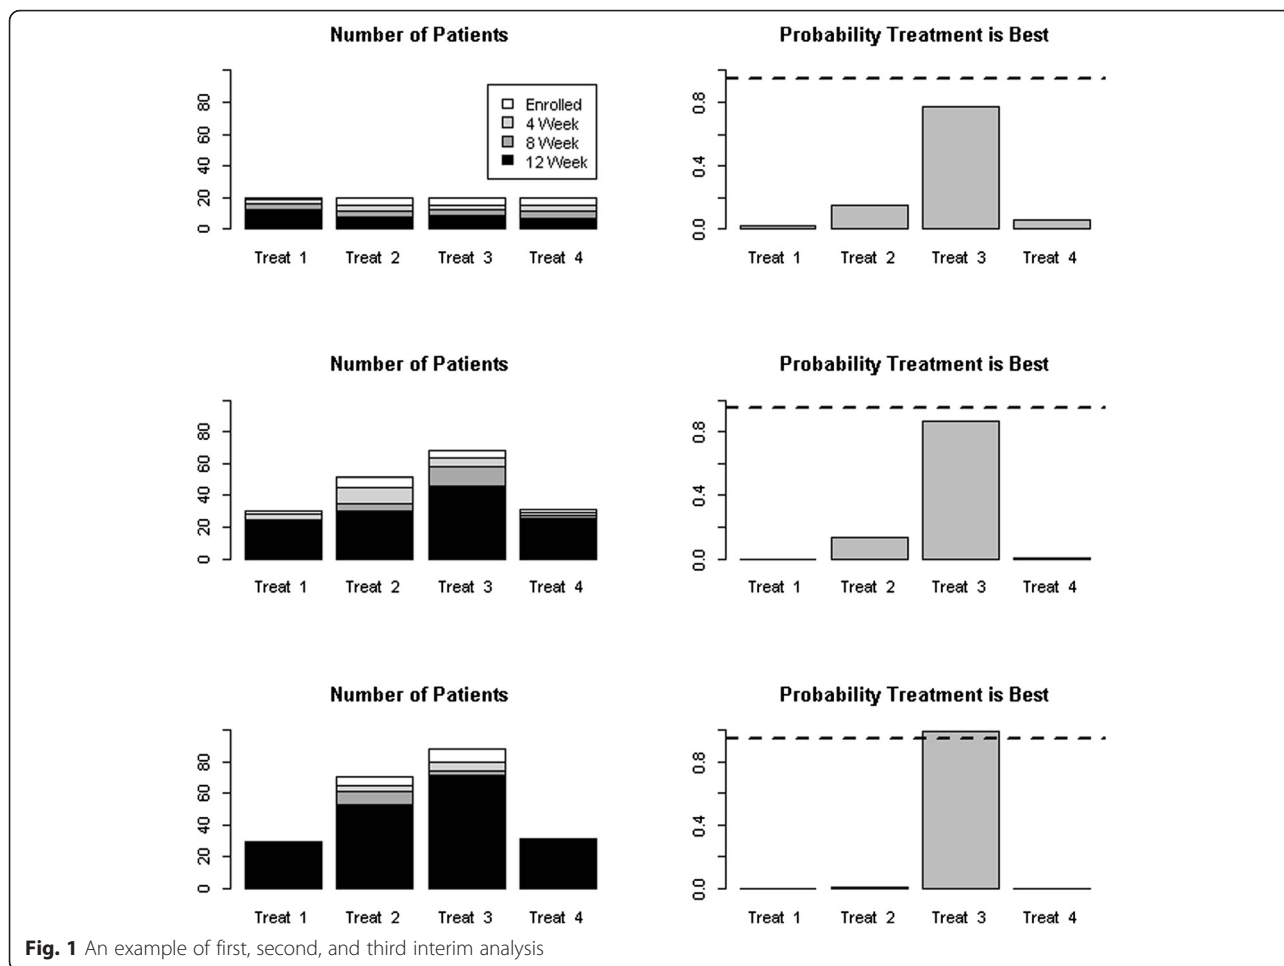 Number of Patients
Probability Treatment is Best
0 20 40 60 80
Enrolled
4 Week
8 Week
12 Week
Treat 1 Treat 2 Treat 3 Treat 4
0.0 0.4 0.8
Treat 1 Treat 2 Treat 3 Treat 4
Number of Patients
Probability Treatment is Best
0 20 40 60 80
Treat 1 Treat 2 Treat 3 Treat 4
0.0 0.4 0.8
Treat 1 Treat 2 Treat 3 Treat 4
Number of Patients
Probability Treatment is Best
0 20 40 60 80
Treat 1 Treat 2 Treat 3 Treat 4
0.0 0.4 0.8
Treat 1 Treat 2 Treat 3 Treat 4
Fig. 1 An example of first, second, and third interim analysis